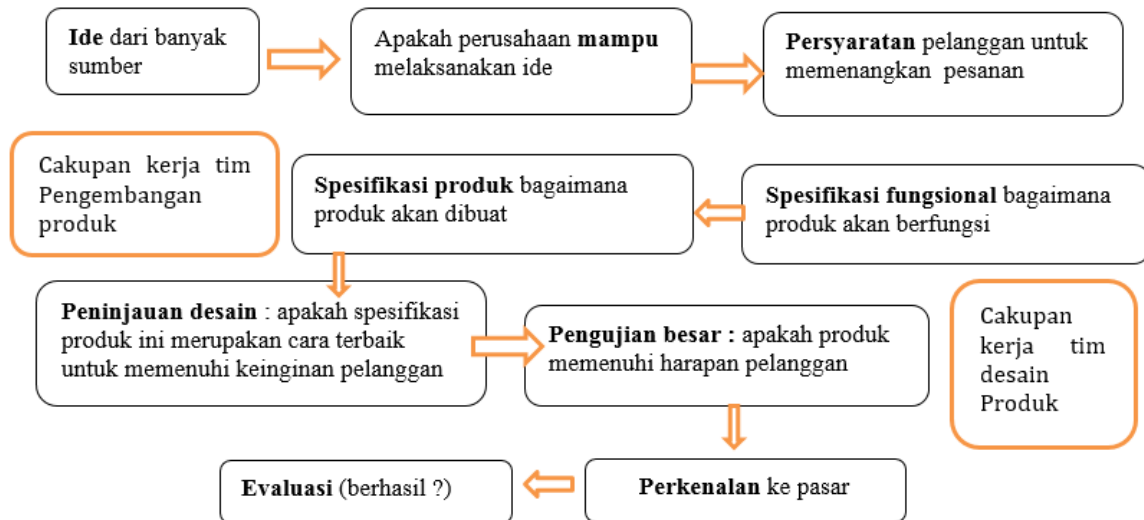 Ide dari banyak
sumber
Apakah perusahaan mampu
melaksanakan ide
Persyaratan pelanggan untuk
memenangkan pesanan
Cakupan kerja tim
Pengembangan
produk
Spesifikasi produk bagaimana
produk akan dibuat
Spesifikasi fungsional bagaimana
produk akan berfungsi
Peninjauan desain : apakah spesifikasi
produk ini merupakan cara terbaik
untuk memenuhi keinginan pelanggan
Pengujian besar : apakah produk
memenuhi harapan pelanggan
Cakupan
kerja tim
desain
Produk
Evaluasi (berhasil ?)
Perkenalan ke pasar